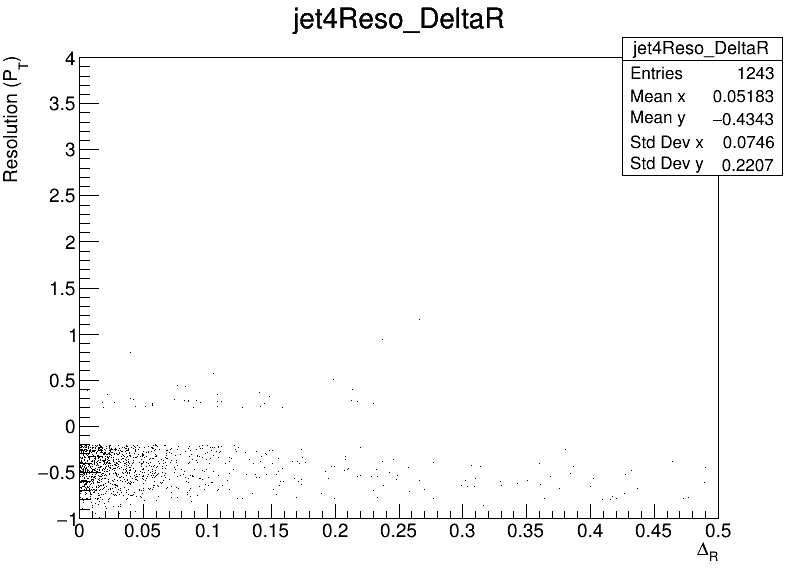 jet4Reso_DeltaR
jet4Reso_DeltaR
Entries 1243
Mean x 0.05183
Mean y −0.4343
Std Dev x 0.0746
Std Dev y 0.2207
Resolution (P_T)
4
3.5
3
2.5
2
1.5
1
0.5
0
−0.5
−1
0 0.05 0.1 0.15 0.2 0.25 0.3 0.35 0.4 0.45 0.5
Δ_R